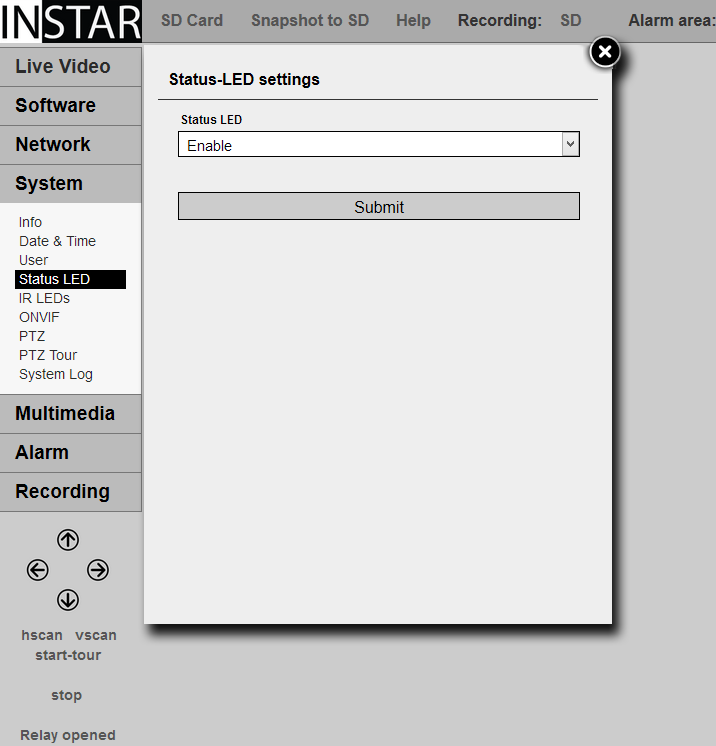 INSTAR
SD Card Snapshot to SD Help Recording: SD Alarm area:
Live Video
Software
Network
System
Info
Date & Time
User
Status LED
IR LEDs
ONVIF
PTZ
PTZ Tour
System Log
Multimedia
Alarm
Recording
hscan vscan
start-tour
stop
Relay opened
Status-LED settings
Status LED
Enable
Submit